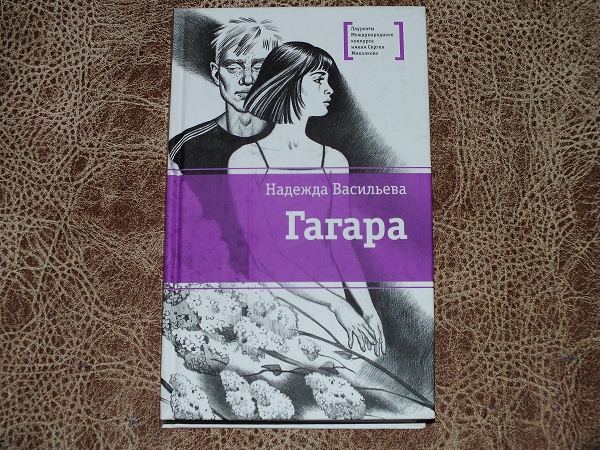 Лауреаты
Международного
конкурса
имени Сергея
Михалкова
Надежда Васильева
Гагара